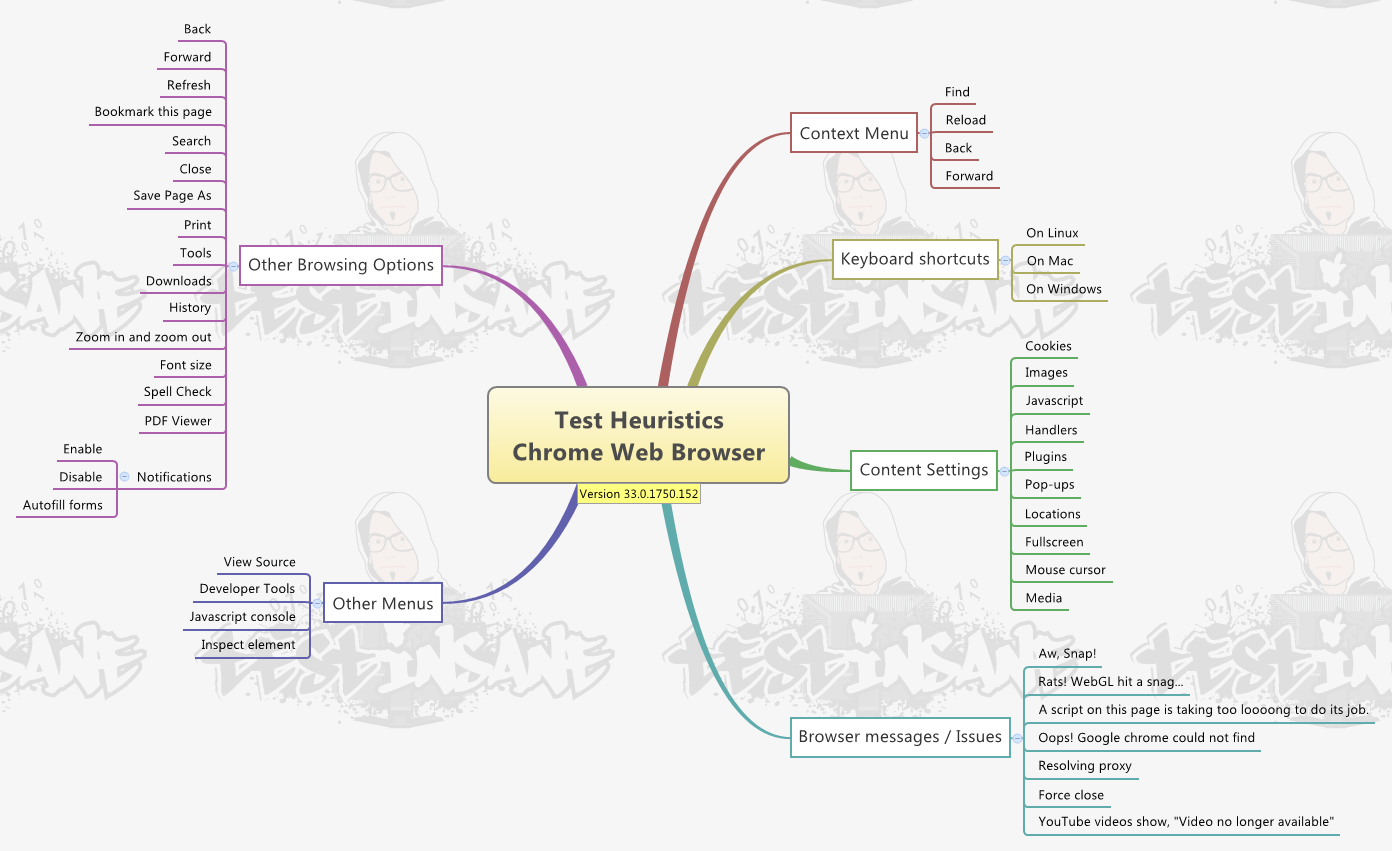 Test Heuristics
Chrome Web Browser
Version 33.0.1750.152
Context Menu
Find
Reload
Back
Forward
Keyboard shortcuts
On Linux
On Mac
On Windows
Content Settings
Cookies
Images
Javascript
Handlers
Plugins
Pop-ups
Locations
Fullscreen
Mouse cursor
Media
Browser messages / Issues
Aw, Snap!
Rats! WebGL hit a snag...
A script on this page is taking too loooong to do its job.
Oops! Google chrome could not find
Resolving proxy
Force close
YouTube videos show, "Video no longer available"
Other Browsing Options
Back
Forward
Refresh
Bookmark this page
Search
Close
Save Page As
Print
Tools
Downloads
History
Zoom in and zoom out
Font size
Spell Check
PDF Viewer
Notifications
Enable
Disable
Autofill forms
Other Menus
View Source
Developer Tools
Javascript console
Inspect element